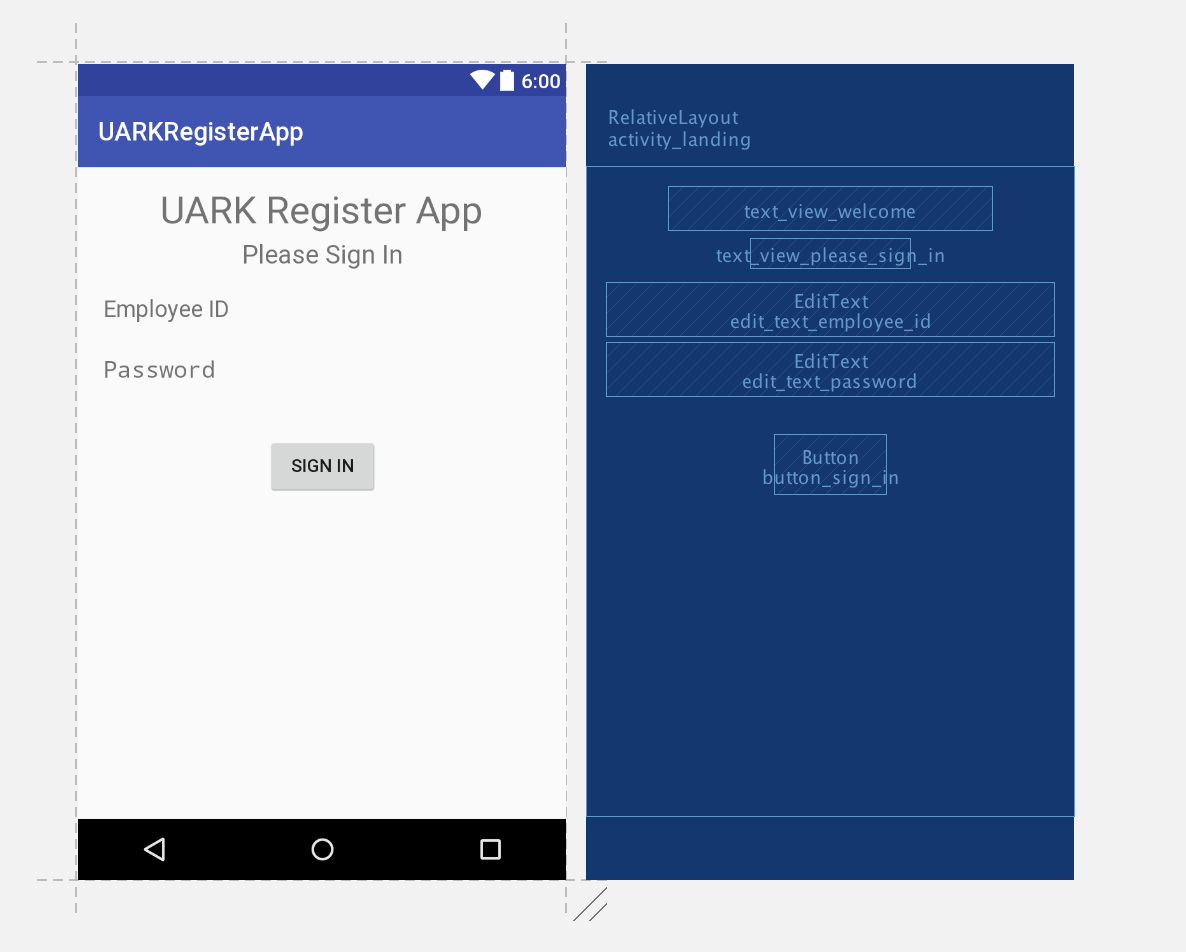 6:00
UARKRegisterApp
UARK Register App
Please Sign In
Employee ID
Password
SIGN IN
RelativeLayout
activity_landing
text_view_welcome
text_view_please_sign_in
EditText
edit_text_employee_id
EditText
edit_text_password
Button
button_sign_in